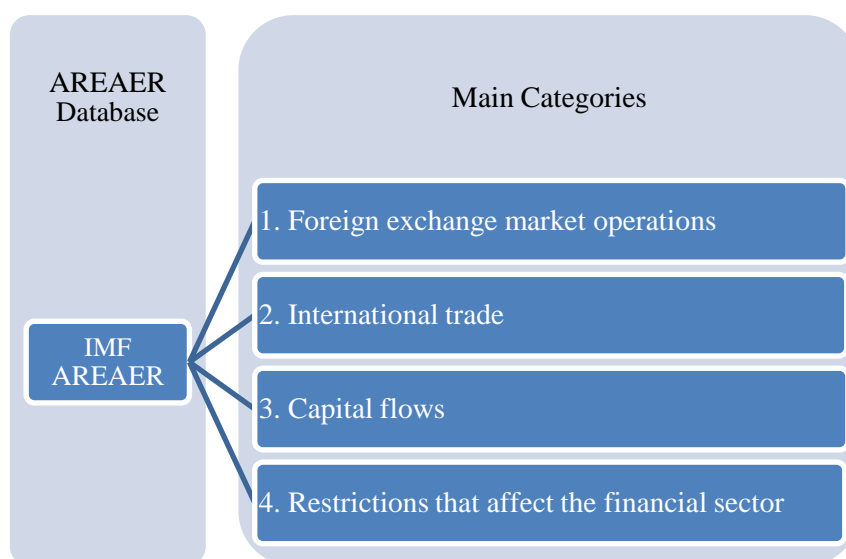 AREAER
Database
Main Categories
IMF
AREAER
1. Foreign exchange market operations
2. International trade
3. Capital flows
4. Restrictions that affect the financial sector